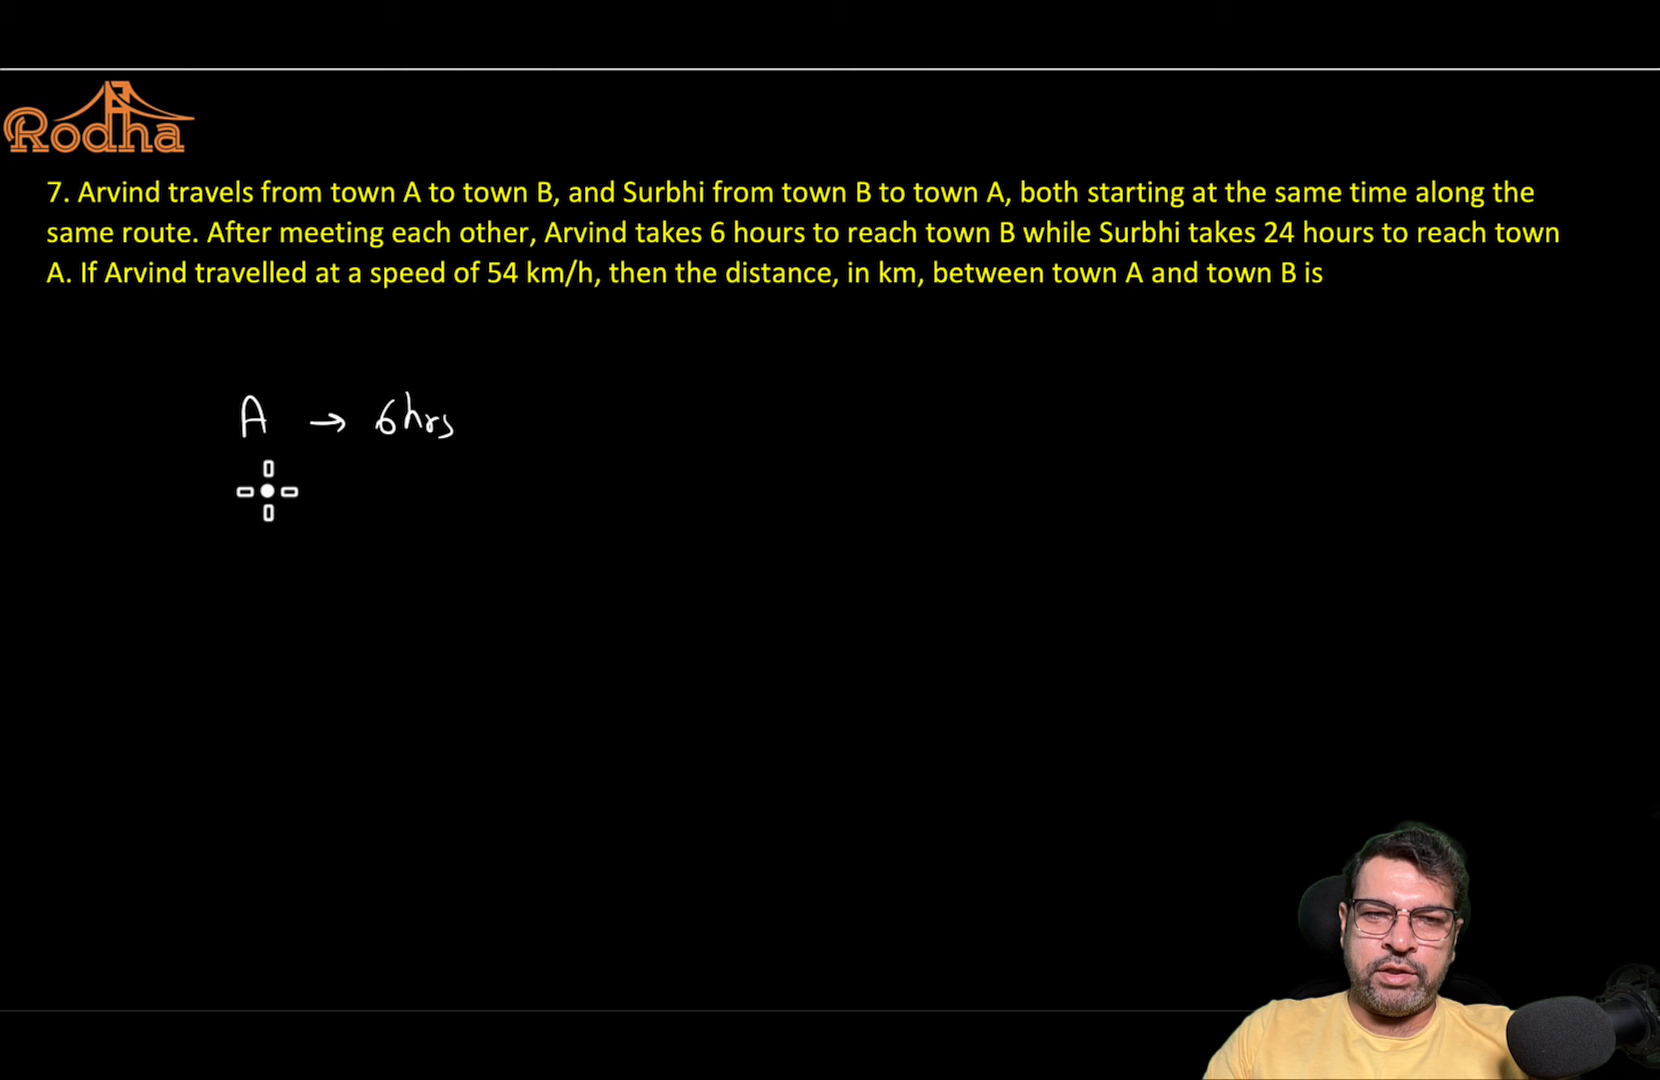 Rodha
7. Arvind travels from town A to town B, and Surbhi from town B to town A, both starting at the same time along the
same route. After meeting each other, Arvind takes 6 hours to reach town B while Surbhi takes 24 hours to reach town
A. If Arvind travelled at a speed of 54 km/h, then the distance, in km, between town A and town B is
A → 6hrs